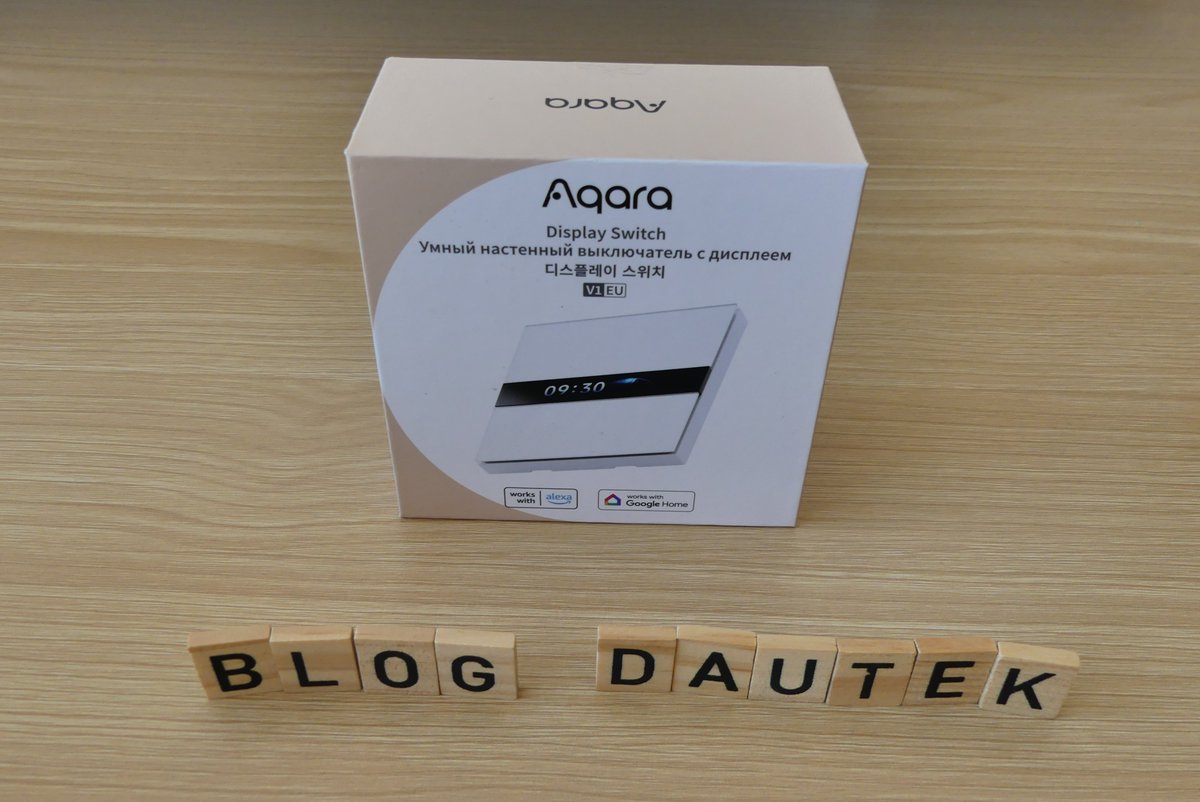 Aqara
Aqara
Display Switch
Умный настенный выключатель с дисплеем
디스플레이 스위치
V1 EU
09:30
works with alexa
works with Google Home
BLOG DAUTEK